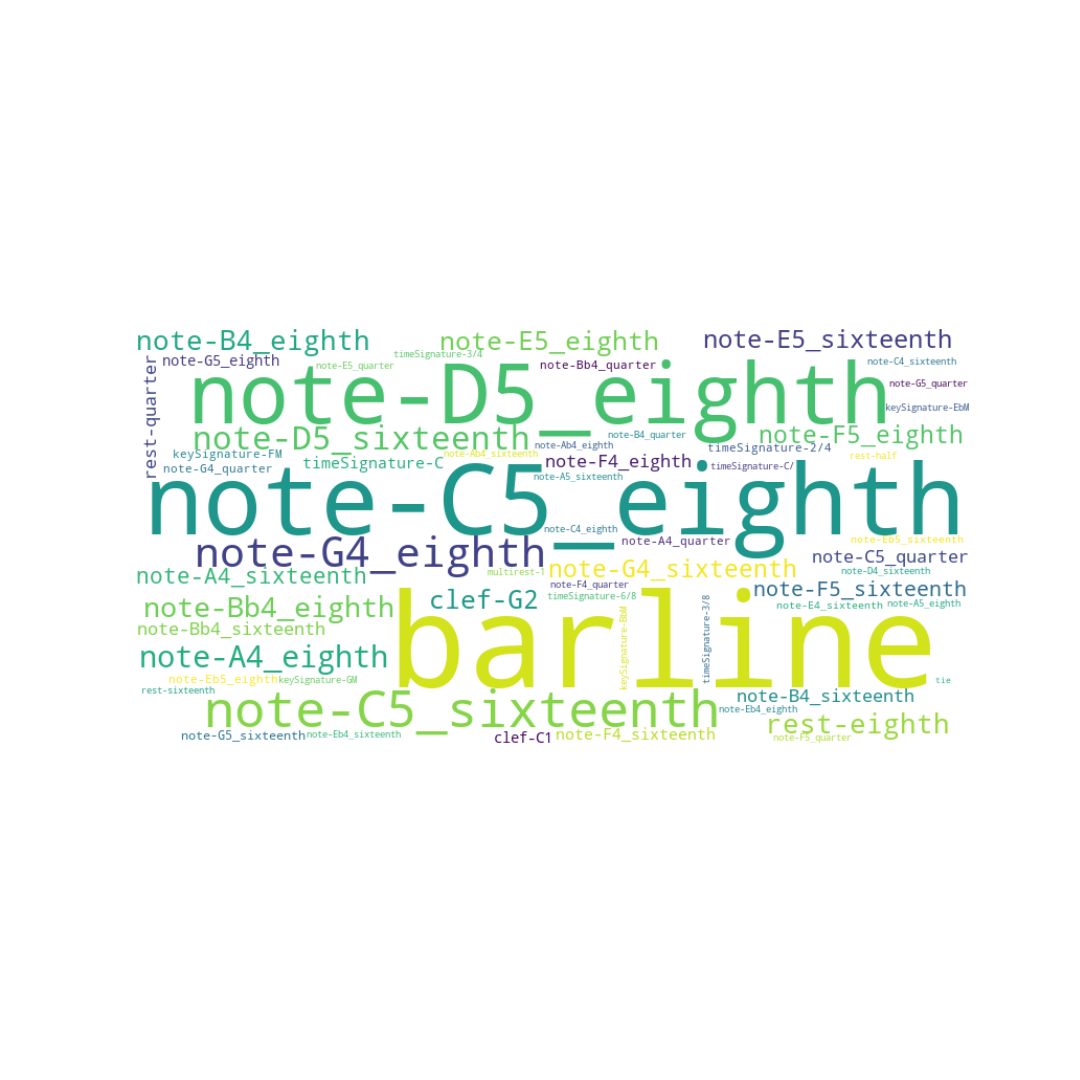 note-B4_eighth note-E5_eighth note-E5_sixteenth
rest-quarter note-G5_eighth timeSignature-3/4 note-E5_quarter note-Bb4_quarter note-C4_sixteenth
note-D5_eighth note-G5_quarter
keySignature-EbM
note-D5_sixteenth note-Ab4_eighth note-B4_quarter note-F5_eighth
keySignature-FM note-Ab4_sixteenth timeSignature-2/4 rest-half
note-G4_quarter timeSignature-C note-F4_eighth timeSignature-C/
note-A5_sixteenth
note-C5_eighth
note-C4_eighth
note-G4_eighth note-A4_quarter note-Eb5_sixteenth
note-C5_quarter
note-A4_sixteenth multirest-1 note-G4_sixteenth note-D4_sixteenth
note-F4_quarter note-F5_sixteenth
note-Bb4_eighth clef-G2 timeSignature-6/8 note-E4_sixteenth note-A5_eighth
note-Bb4_sixteenth barline keySignature-BbM timeSignature-3/8
note-A4_eighth
note-Eb5_eighth keySignature-GM tie
rest-sixteenth
note-C5_sixteenth note-B4_sixteenth
note-Eb4_eighth
rest-eighth
note-G5_sixteenth note-Eb4_sixteenth clef-C1 note-F4_sixteenth note-F5_quarter